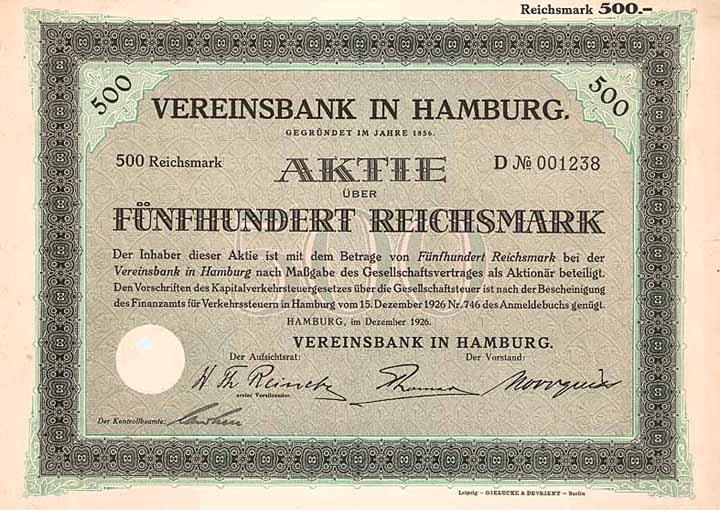 Reichsmark 500.–
500
500
VEREINSBANK IN HAMBURG.
GEGRÜNDET IM JAHRE 1856.
500 Reichsmark
AKTIE
D № 001238
ÜBER
FÜNFHUNDERT REICHSMARK
Der Inhaber dieser Aktie ist mit dem Betrage von Fünfhundert Reichsmark bei der
Vereinsbank in Hamburg nach Maßgabe des Gesellschaftsvertrages als Aktionär beteiligt.
Den Vorschriften des Kapitalverkehrsteuergesetzes über die Gesellschaftsteuer ist nach der Bescheinigung
des Finanzamts für Verkehrssteuern in Hamburg vom 15. Dezember 1926 Nr. 746 des Anmeldebuchs genügt.
HAMBURG, im Dezember 1926.
VEREINSBANK IN HAMBURG.
Der Aufsichtsrat:
Der Vorstand:
erster Vorsitzender.
Der Kontrollbeamte:
Leipzig – GIESECKE & DEVRIENT – Berlin